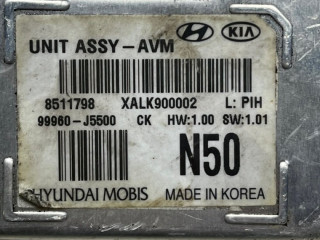 UNIT ASSY-AVM KIA
8511798 XALK900002 L: PIH
99960-J5500 CK HW:1.00 SW:1.01
N50
HYUNDAI MOBIS MADE IN KOREA